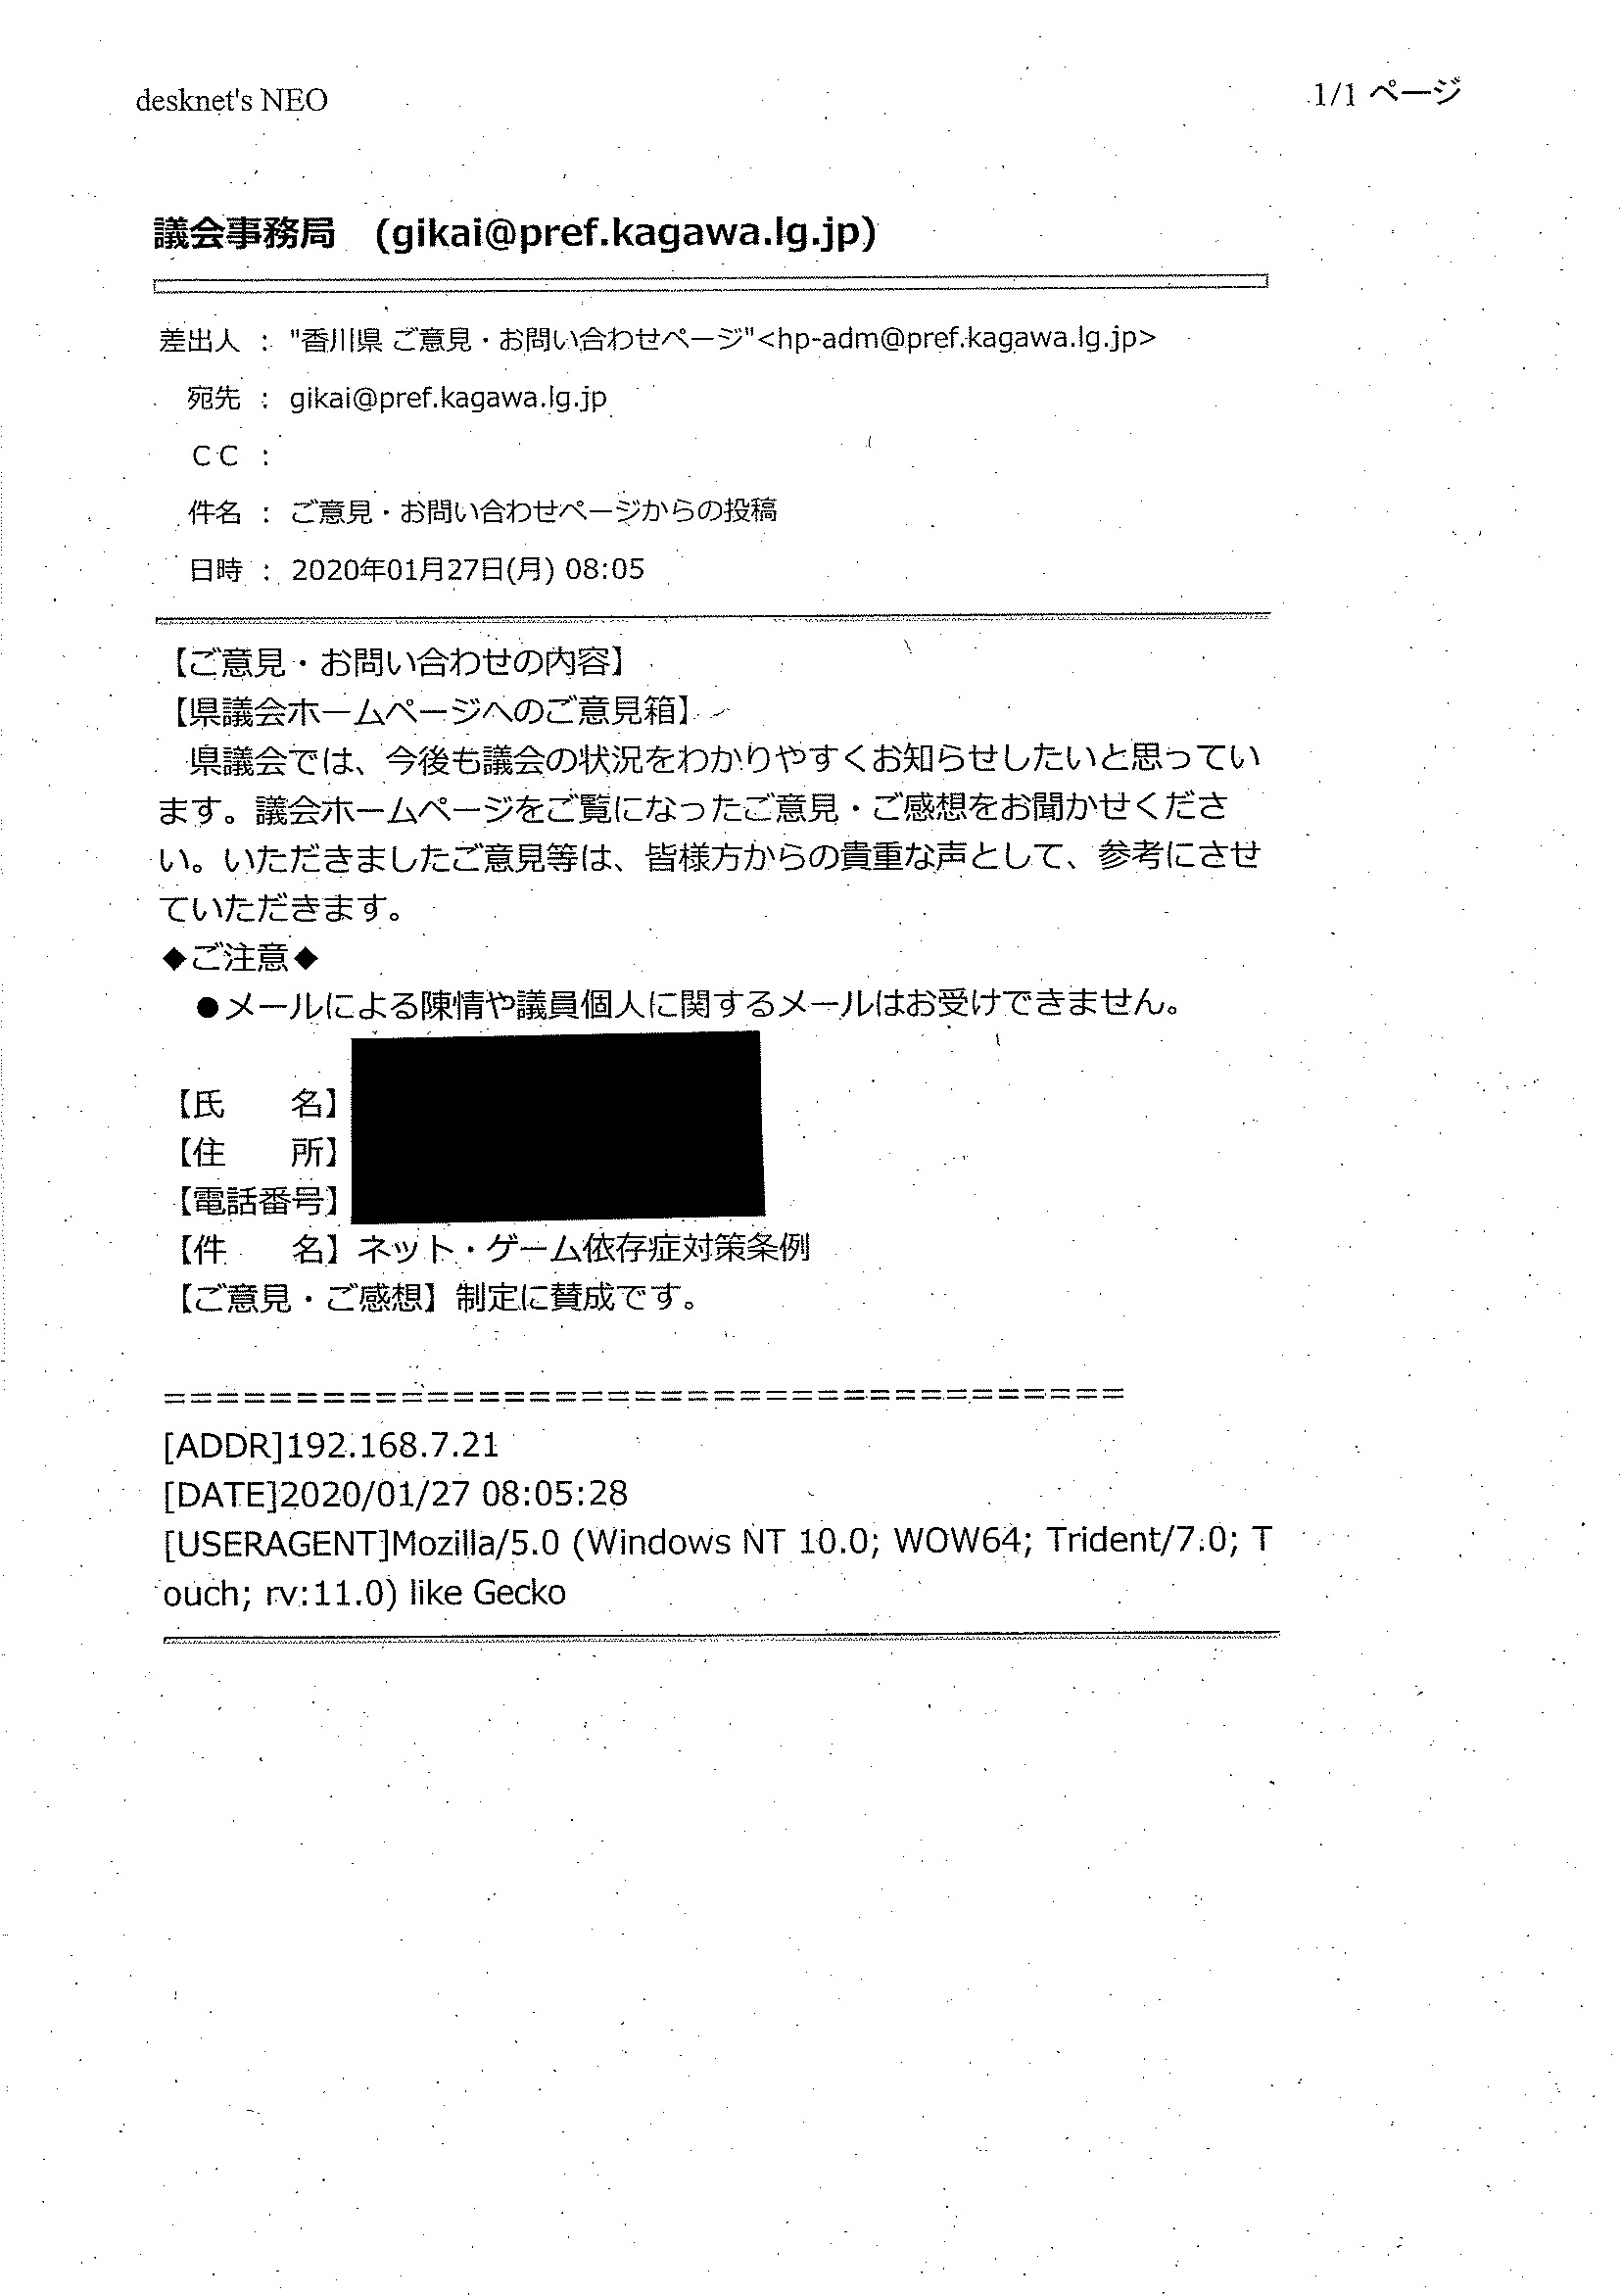 desknet's NEO
1/1 ページ
議会事務局　(gikai@pref.kagawa.lg.jp)
差出人 ： "香川県 ご意見・お問い合わせページ"<hp-adm@pref.kagawa.lg.jp>
宛先 ： gikai@pref.kagawa.lg.jp
ＣＣ ：
件名 ： ご意見・お問い合わせページからの投稿
日時 ： 2020年01月27日(月) 08:05
【ご意見・お問い合わせの内容】
【県議会ホームページへのご意見箱】
　県議会では、今後も議会の状況をわかりやすくお知らせしたいと思ってい
ます。議会ホームページをご覧になったご意見・ご感想をお聞かせくださ
い。いただきましたご意見等は、皆様方からの貴重な声として、参考にさせ
ていただきます。
◆ご注意◆
　●メールによる陳情や議員個人に関するメールはお受けできません。
【氏　　名】
【住　　所】
【電話番号】
【件　　名】ネット・ゲーム依存症対策条例
【ご意見・ご感想】制定に賛成です。
=====================================
[ADDR]192.168.7.21
[DATE]2020/01/27 08:05:28
[USERAGENT]Mozilla/5.0 (Windows NT 10.0; WOW64; Trident/7.0; T
ouch; rv:11.0) like Gecko